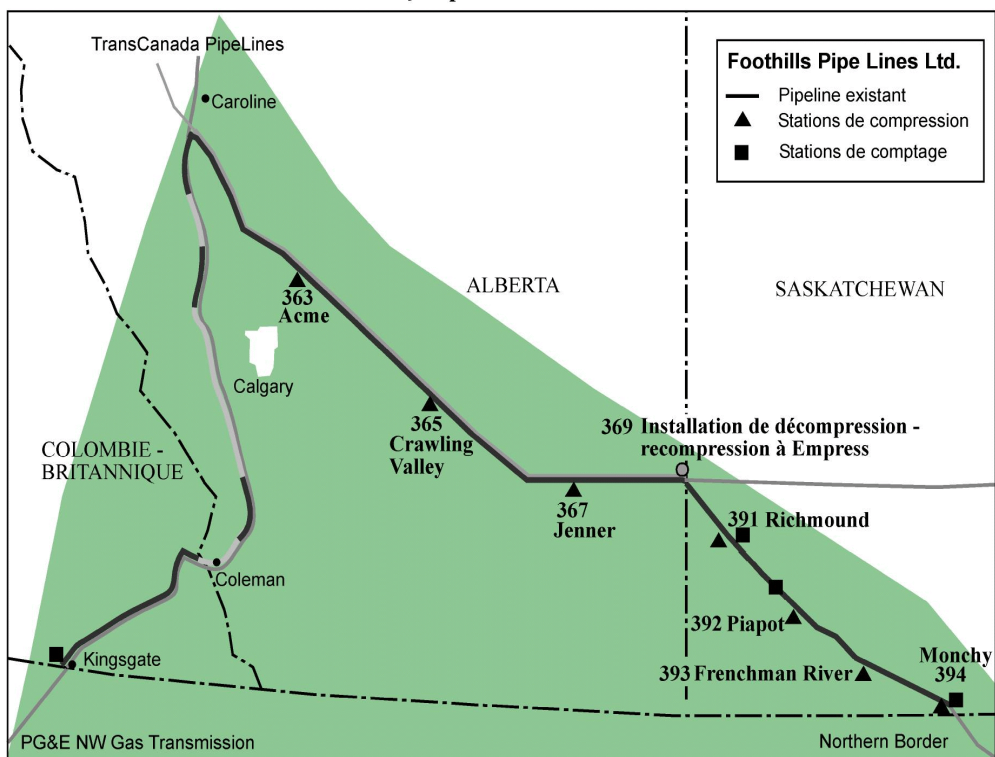 TransCanada PipeLines
Caroline
Foothills Pipe Lines Ltd.
Pipeline existant
Stations de compression
Stations de comptage
ALBERTA
SASKATCHEWAN
363
Acme
Calgary
365
Crawling
Valley
369 Installation de décompression -
recompression à Empress
COLOMBIE -
BRITANNIQUE
367
Jenner
391 Richmound
Coleman
392 Piapot
Kingsgate
393 Frenchman River
Monchy
394
PG&E NW Gas Transmission
Northern Border